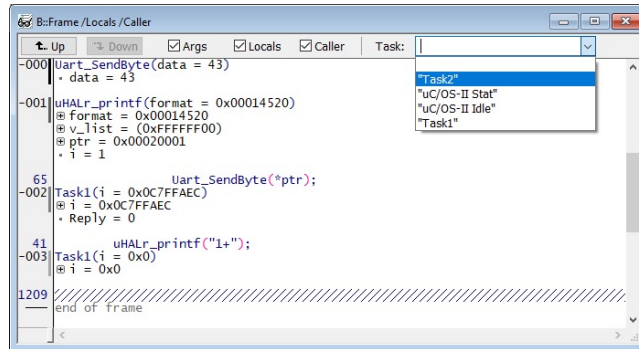 B::Frame /Locals /Caller
Up Down Args Locals Caller Task:
"Task2"
"uC/OS-II Stat"
"uC/OS-II Idle"
"Task1"
-000 Uart_SendByte(data = 43)
data = 43
-001 uHALr_printf(format = 0x00014520)
format = 0x00014520
v_list = (0xFFFFFF00)
ptr = 0x00020001
i = 1
65 Uart_SendByte(*ptr);
-002 Task1(i = 0x0C7FFAEC)
i = 0x0C7FFAEC
Reply = 0
41 uHALr_printf("1+");
-003 Task1(i = 0x0)
i = 0x0
1209
end of frame